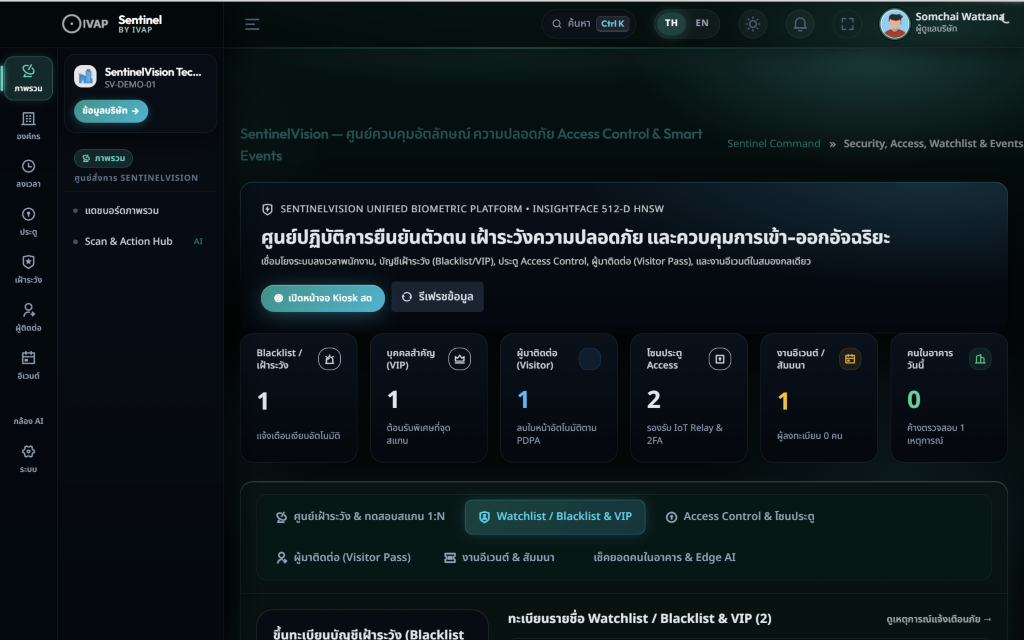 IVAP
Sentinel
BY IVAP
ค้นหา Ctrl K
TH EN
Somchai Wattana
ผู้ดูแลบริษัท
ภาพรวม
องค์กร
ลงเวลา
ประตู
เฝ้าระวัง
ผู้ติดต่อ
อีเวนต์
กล้อง AI
ระบบ
SentinelVision Tec...
SV-DEMO-01
ข้อมูลบริษัท →
ภาพรวม
ศูนย์สั่งการ SENTINELVISION
แดชบอร์ดภาพรวม
Scan & Action Hub AI
SentinelVision — ศูนย์ควบคุมอัตลักษณ์ ความปลอดภัย Access Control & Smart
Events
Sentinel Command » Security, Access, Watchlist & Events
SENTINELVISION UNIFIED BIOMETRIC PLATFORM • INSIGHTFACE 512-D HNSW
ศูนย์ปฏิบัติการยืนยันตัวตน เฝ้าระวังความปลอดภัย และควบคุมการเข้า-ออกอัจฉริยะ
เชื่อมโยงระบบลงเวลาพนักงาน, บัญชีเฝ้าระวัง (Blacklist/VIP), ประตู Access Control, ผู้มาติดต่อ (Visitor Pass), และงานอีเวนต์ในสมองกลเดียว
เปิดหน้าจอ Kiosk สด
รีเฟรชข้อมูล
Blacklist /
เฝ้าระวัง
1
แจ้งเตือนเงียบอัตโนมัติ
บุคคลสำคัญ
(VIP)
1
ต้อนรับพิเศษที่จุด
สแกน
ผู้มาติดต่อ
(Visitor)
1
ลบใบหน้าอัตโนมัติตาม
PDPA
โซนประตู
Access
2
รองรับ IoT Relay &
2FA
งานอีเวนต์ /
สัมมนา
1
ผู้ลงทะเบียน 0 คน
คนในอาคาร
วันนี้
0
ค้างตรวจสอบ 1
เหตุการณ์
ศูนย์เฝ้าระวัง & ทดสอบสแกน 1:N
Watchlist / Blacklist & VIP
Access Control & โซนประตู
ผู้มาติดต่อ (Visitor Pass)
งานอีเวนต์ & สัมมนา
เช็คยอดคนในอาคาร & Edge AI
ขึ้นทะเบียนบัญชีเฝ้าระวัง (Blacklist
ทะเบียนรายชื่อ Watchlist / Blacklist & VIP (2)
ดูเหตุการณ์แจ้งเตือนภัย →